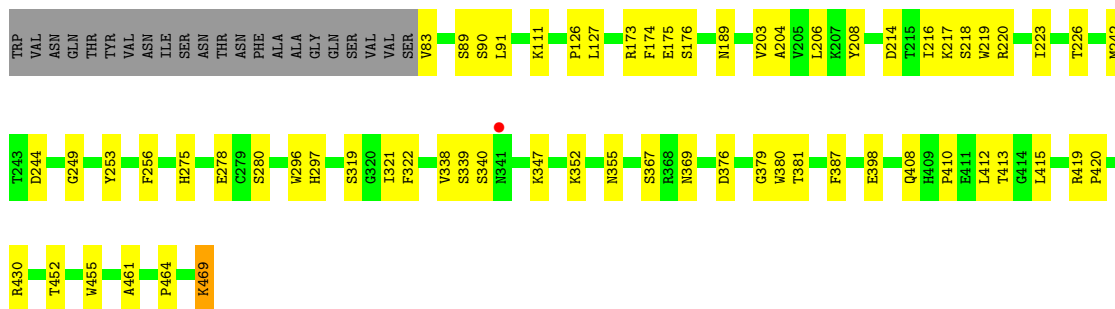 TRP VAL ASN GLN THR TYR VAL ASN ILE SER ASN THR ASN PHE ALA ALA GLY GLN SER VAL VAL SER V83 S89 S90 L91 K111 P126 L127 R173 F174 E175 S176 N189 V203 A204 V205 L206 K207 Y208 D214 T215 I216 K217 S218 W219 R220 I223 T226 M242
T243 D244 G249 Y253 F256 H275 E278 C279 S280 W296 H297 S319 G320 I321 F322 V338 S339 S340 N341 K347 K352 N355 S367 R368 N369 D376 G379 W380 T381 F387 E398 Q408 H409 P410 E411 L412 T413 G414 L415 R419 P420
R430 T452 W455 A461 P464 K469